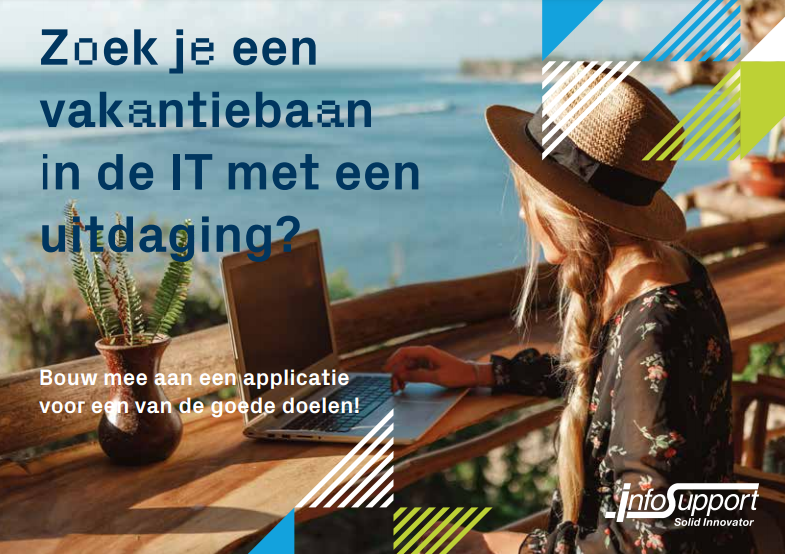 Zoek je een
vakantiebaan
in de IT met een
uitdaging?
Bouw mee aan een applicatie
voor een van de goede doelen!
infoSupport
Solid Innovator